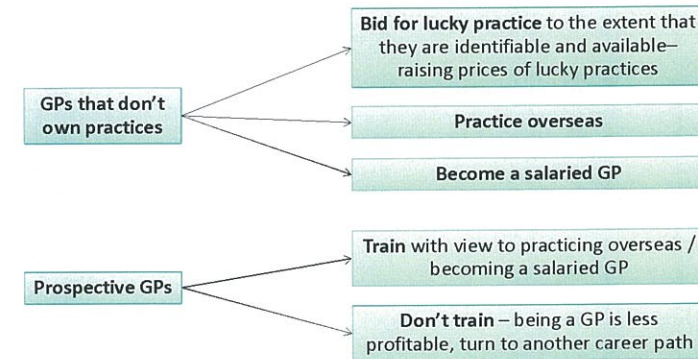 Bid for lucky practice to the extent that
they are identifiable and available–
raising prices of lucky practices
GPs that don't
own practices
Practice overseas
Become a salaried GP
Train with view to practicing overseas /
becoming a salaried GP
Prospective GPs
Don't train – being a GP is less
profitable, turn to another career path